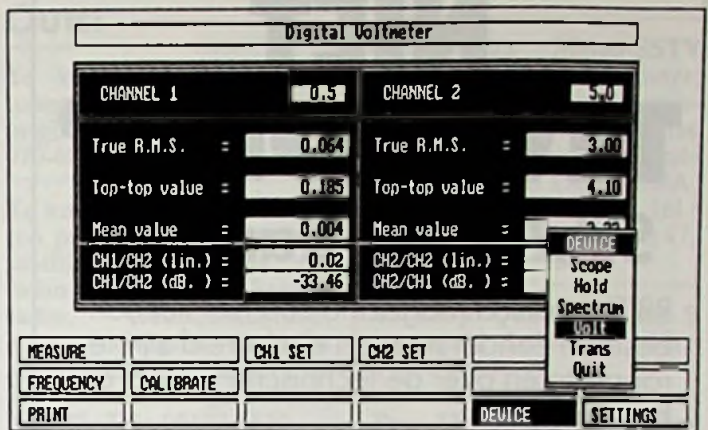 Digital Voltmeter
CHANNEL 1 0.5 CHANNEL 2 5.0
True R.M.S. = 0.064 True R.M.S. = 3.00
Top-top value = 0.185 Top-top value = 4.10
Mean value = 0.004 Mean value =
CH1/CH2 (lin.) = 0.02 CH2/CH2 (lin.) =
CH1/CH2 (dB. ) = -33.46 CH2/CH1 (dB. ) =
DEVICE
Scope
Hold
Spectrum
Volt
Trans
Quit
MEASURE CH1 SET CH2 SET
FREQUENCY CALIBRATE
PRINT DEVICE SETTINGS